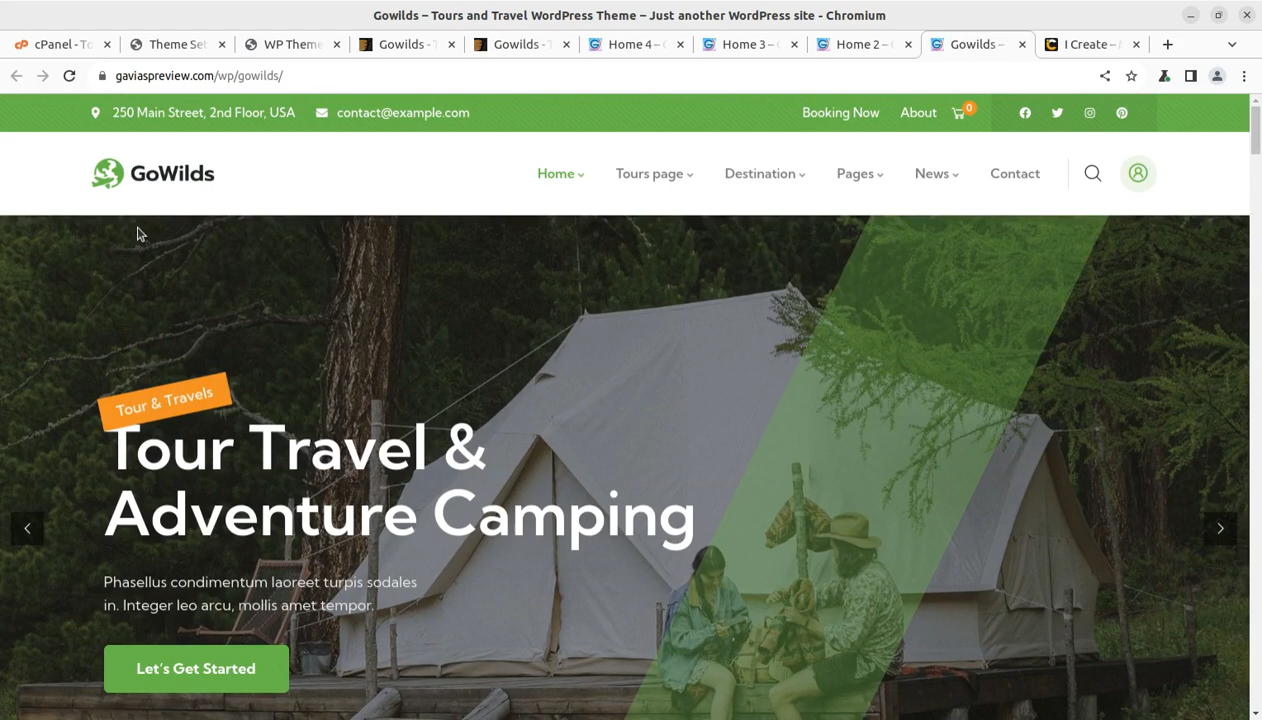 Gowilds – Tours and Travel WordPress Theme – Just another WordPress site - Chromium
cPanel - To
Theme Set
WP Theme
Gowilds - T
Gowilds - T
Home 4 –
Home 3 –
Home 2 –
Gowilds –
I Create –
gaviaspreview.com/wp/gowilds/
250 Main Street, 2nd Floor, USA
contact@example.com
Booking Now
About
0
GoWilds
Home
Tours page
Destination
Pages
News
Contact
Tour & Travels
Tour Travel &
Adventure Camping
Phasellus condimentum laoreet turpis sodales
in. Integer leo arcu, mollis amet tempor.
Let's Get Started